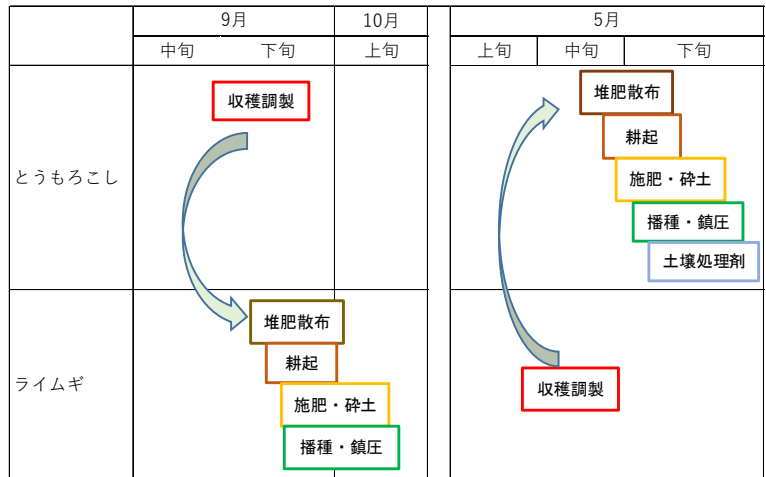 9月 10月 5月
中旬 下旬 上旬 上旬 中旬 下旬
とうもろこし
収穫調製
堆肥散布
耕起
施肥・砕土
播種・鎮圧
土壌処理剤
ライムギ
堆肥散布
耕起
施肥・砕土
播種・鎮圧
収穫調製